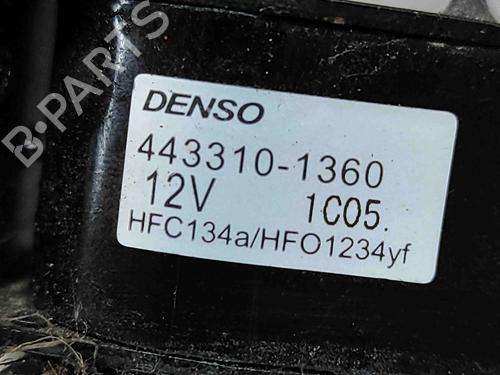 B-PARTS
DENSO
443310-1360
12V 1C05.
HFC134a/HFO1234yf